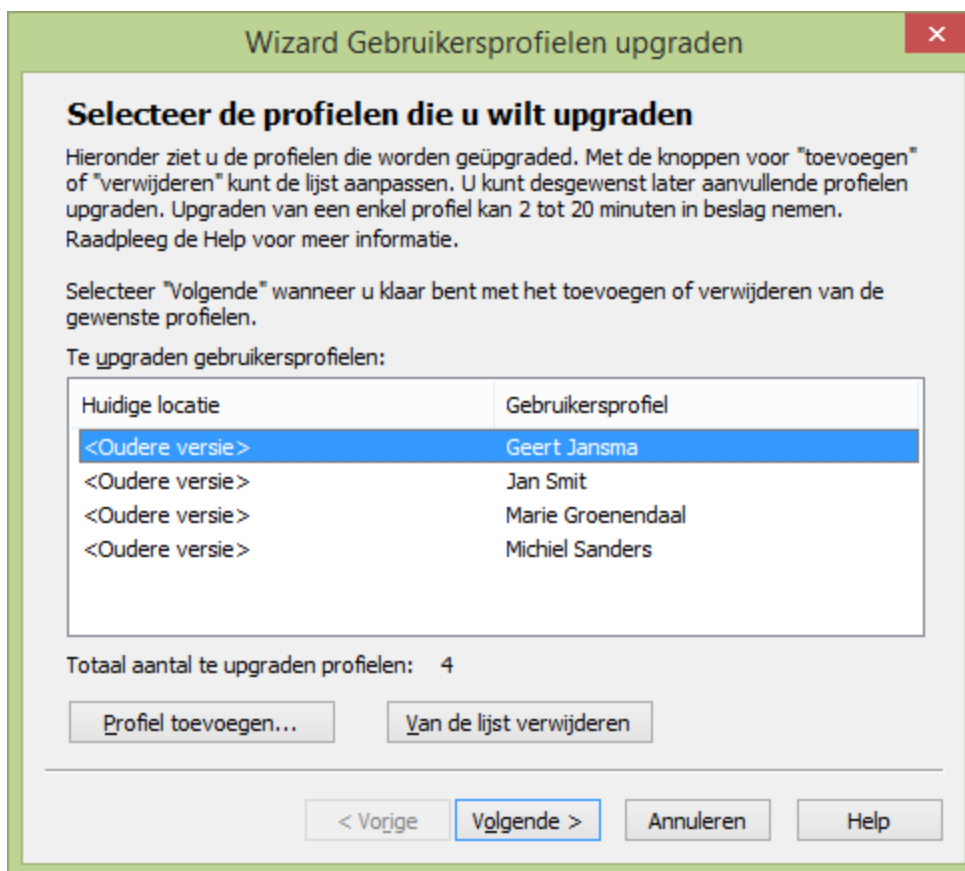 Wizard Gebruikersprofielen upgraden
Selecteer de profielen die u wilt upgraden
Hieronder ziet u de profielen die worden geüpgraded. Met de knoppen voor "toevoegen"
of "verwijderen" kunt de lijst aanpassen. U kunt desgewenst later aanvullende profielen
upgraden. Upgraden van een enkel profiel kan 2 tot 20 minuten in beslag nemen.
Raadpleeg de Help voor meer informatie.
Selecteer "Volgende" wanneer u klaar bent met het toevoegen of verwijderen van de
gewenste profielen.
Te upgraden gebruikersprofielen:
Huidige locatie Gebruikersprofiel
<Oudere versie> Geert Jansma
<Oudere versie> Jan Smit
<Oudere versie> Marie Groenendaal
<Oudere versie> Michiel Sanders
Totaal aantal te upgraden profielen: 4
Profiel toevoegen... Van de lijst verwijderen
< Vorige Volgende > Annuleren Help